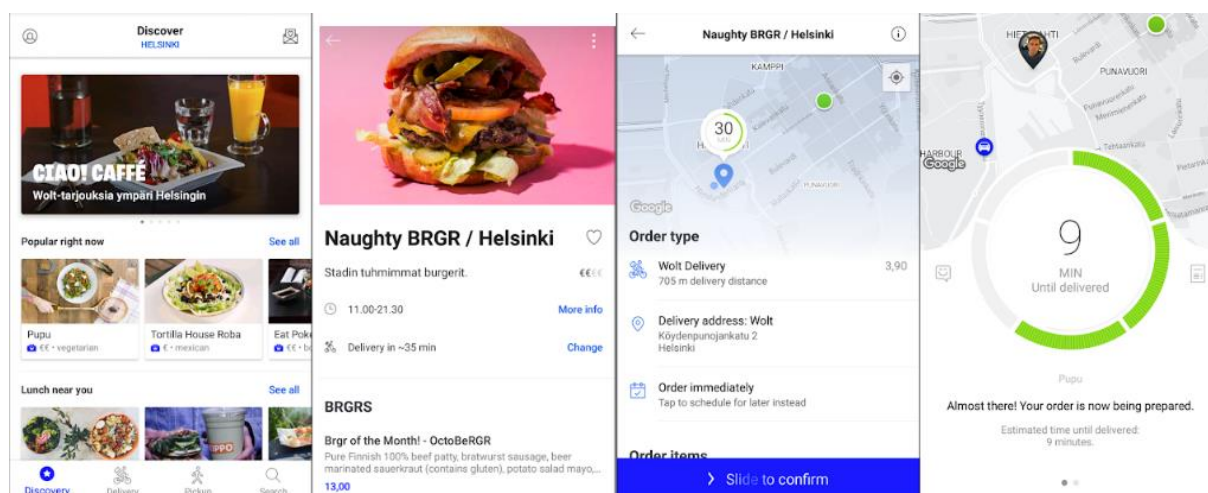 Discover
HELSINKI
CIAO! CAFFÉ
Wolt-tarjouksia ympäri Helsingin
Popular right now
See all
Pupu
€€ • vegetarian
Tortilla House Roba
€ • mexican
Eat Poke
€€ •
Lunch near you
See all
Discovery
Delivery
Pickup
Search
Naughty BRGR / Helsinki
Stadin tuhmimmat burgerit.
€€€€
11.00-21.30
More info
Delivery in ~35 min
Change
BRGRS
Brgr of the Month! - OctoBeRGR
Pure Finnish 100% beef patty, bratwurst sausage, beer
marinated sauerkraut (contains gluten), potato salad mayo,...
13,00
Naughty BRGR / Helsinki
KAMPPI
30
MIN
PUNAVUORI
Google
Order type
Wolt Delivery
3,90
705 m delivery distance
Delivery address: Wolt
Köydenpunojankatu 2
Helsinki
Order immediately
Tap to schedule for later instead
Order items
Slide to confirm
PUNAVUORI
Merimiehenkatu
Tehtaankatu
HARBOUR
Google
9
MIN
Until delivered
Pupu
Almost there! Your order is now being prepared.
Estimated time until delivered:
9 minutes.